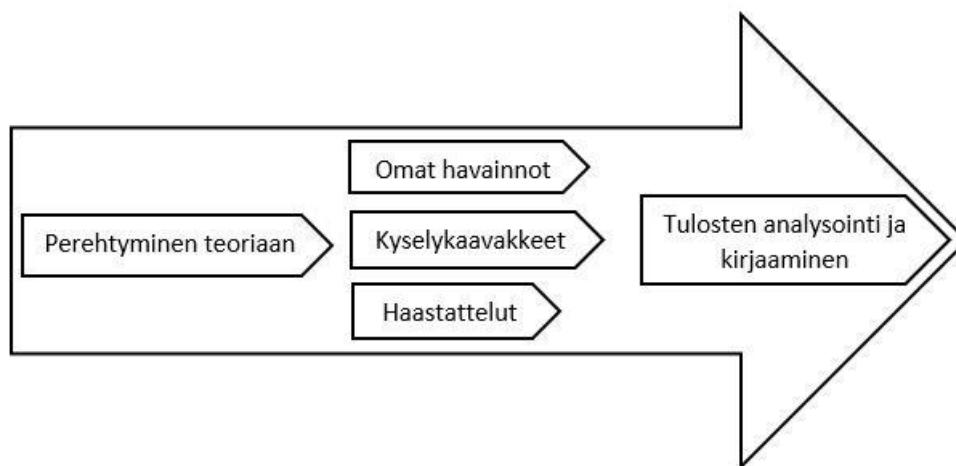 Perehtyminen teoriaan
Omat havainnot
Kyselykaavakkeet
Haastattelut
Tulosten analysointi ja
kirjaaminen